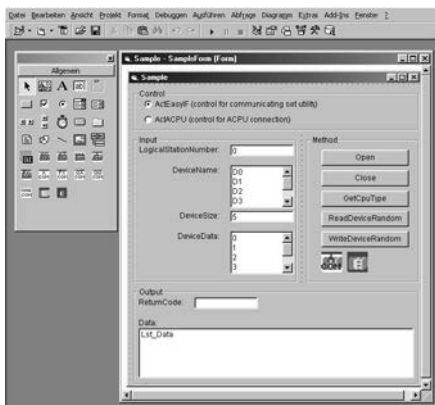 Datei Bearbeiten Ansicht Projekt Format Debuggen Ausführen Abfrage Diagramm Extras Add-Ins Fenster ?
Allgemein
Sample - SampleForm (Form)
Sample
Control
ActEasyIF (control for communicating set utility)
ActACPU (control for ACPU connection)
Input
LogicalStationNumber: 0
DeviceName: D0
D1
D2
D3
DeviceSize: 5
DeviceData: 0
1
2
3
Method
Open
Close
GetCpuType
ReadDeviceRandom
WriteDeviceRandom
Output
ReturnCode:
Data:
Lst_Data